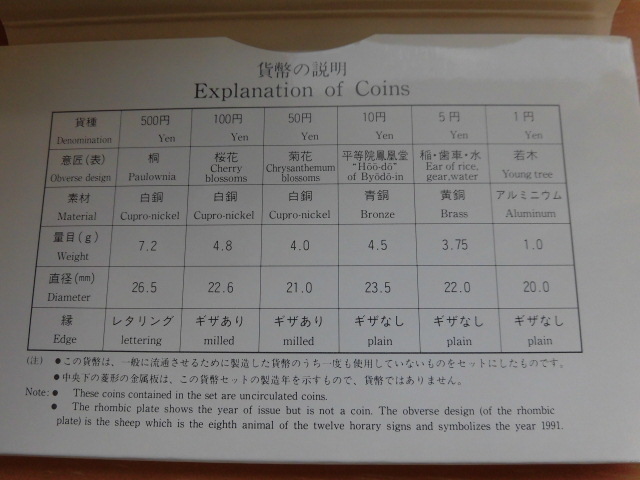 貨幣の説明
Explanation of Coins
貨種 500円 100円 50円 10円 5円 1円
Denomination Yen Yen Yen Yen Yen Yen
意匠(表) 桐 桜花 菊花 平等院鳳凰堂 稲・歯車・水 若木
Obverse design Paulownia Cherry blossoms Chrysanthemum blossoms "Hōō-dō" of Byōdō-in Ear of rice, gear,water Young tree
素材 白銅 白銅 白銅 青銅 黄銅 アルミニウム
Material Cupro-nickel Cupro-nickel Cupro-nickel Bronze Brass Aluminum
量目(g) 7.2 4.8 4.0 4.5 3.75 1.0
Weight
直径(mm) 26.5 22.6 21.0 23.5 22.0 20.0
Diameter
縁 レタリング ギザあり ギザあり ギザなし ギザなし ギザなし
Edge lettering milled milled plain plain plain
(注) ●この貨幣は、一般に流通させるために製造した貨幣のうち一度も使用していないものをセットにしたものです。
●中央下の菱形の金属板は、この貨幣セットの製造年を示すもので、貨幣ではありません。
Note: ● These coins contained in the set are uncirculated coins.
● The rhombic plate shows the year of issue but is not a coin. The obverse design (of the rhombic
plate) is the sheep which is the eighth animal of the twelve horary signs and symbolizes the year 1991.